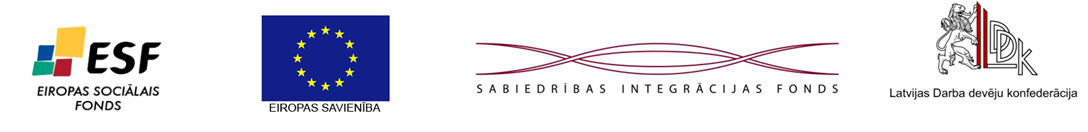 ESF
EIROPAS SOCIĀLAIS
FONDS
EIROPAS SAVIENĪBA
SABIEDRĪBAS INTEGRĀCIJAS FONDS
LDDK
Latvijas Darba devēju konfederācija